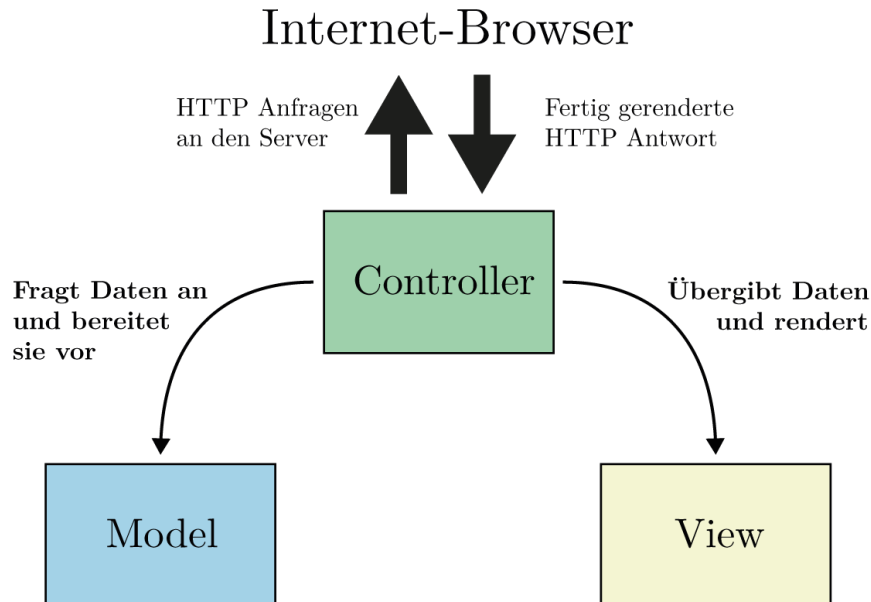 Internet-Browser
HTTP Anfragen
an den Server
Fertig gerenderte
HTTP Antwort
Controller
Fragt Daten an
und bereitet
sie vor
Übergibt Daten
und rendert
Model
View